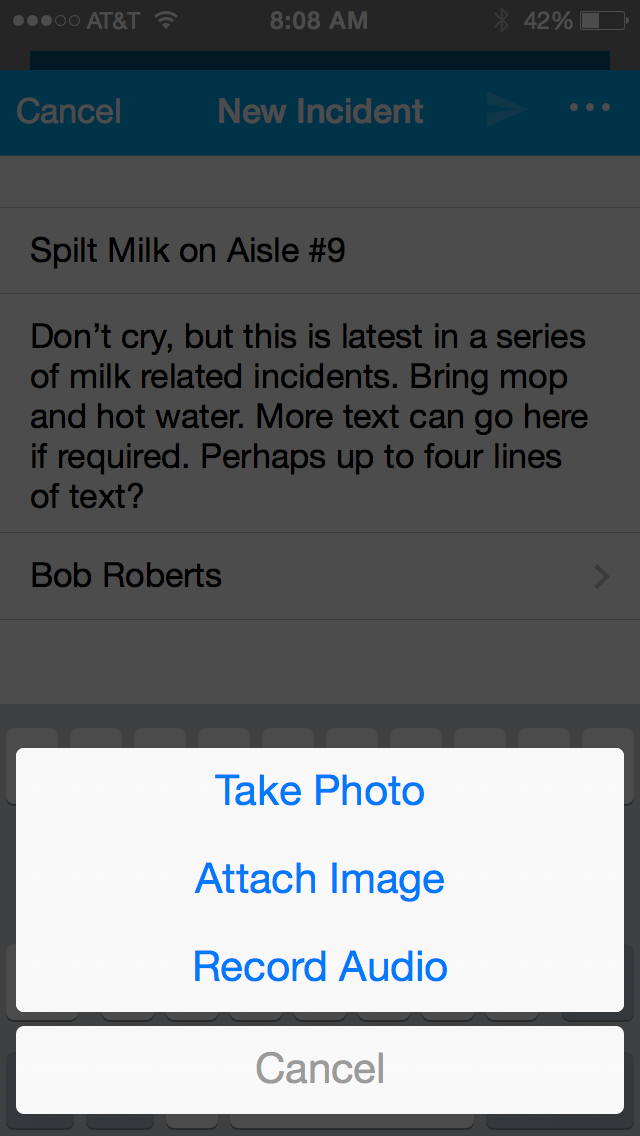 AT&T 8:08 AM 42%
Cancel New Incident
Spilt Milk on Aisle #9
Don’t cry, but this is latest in a series
of milk related incidents. Bring mop
and hot water. More text can go here
if required. Perhaps up to four lines
of text?
Bob Roberts
Take Photo
Attach Image
Record Audio
Cancel